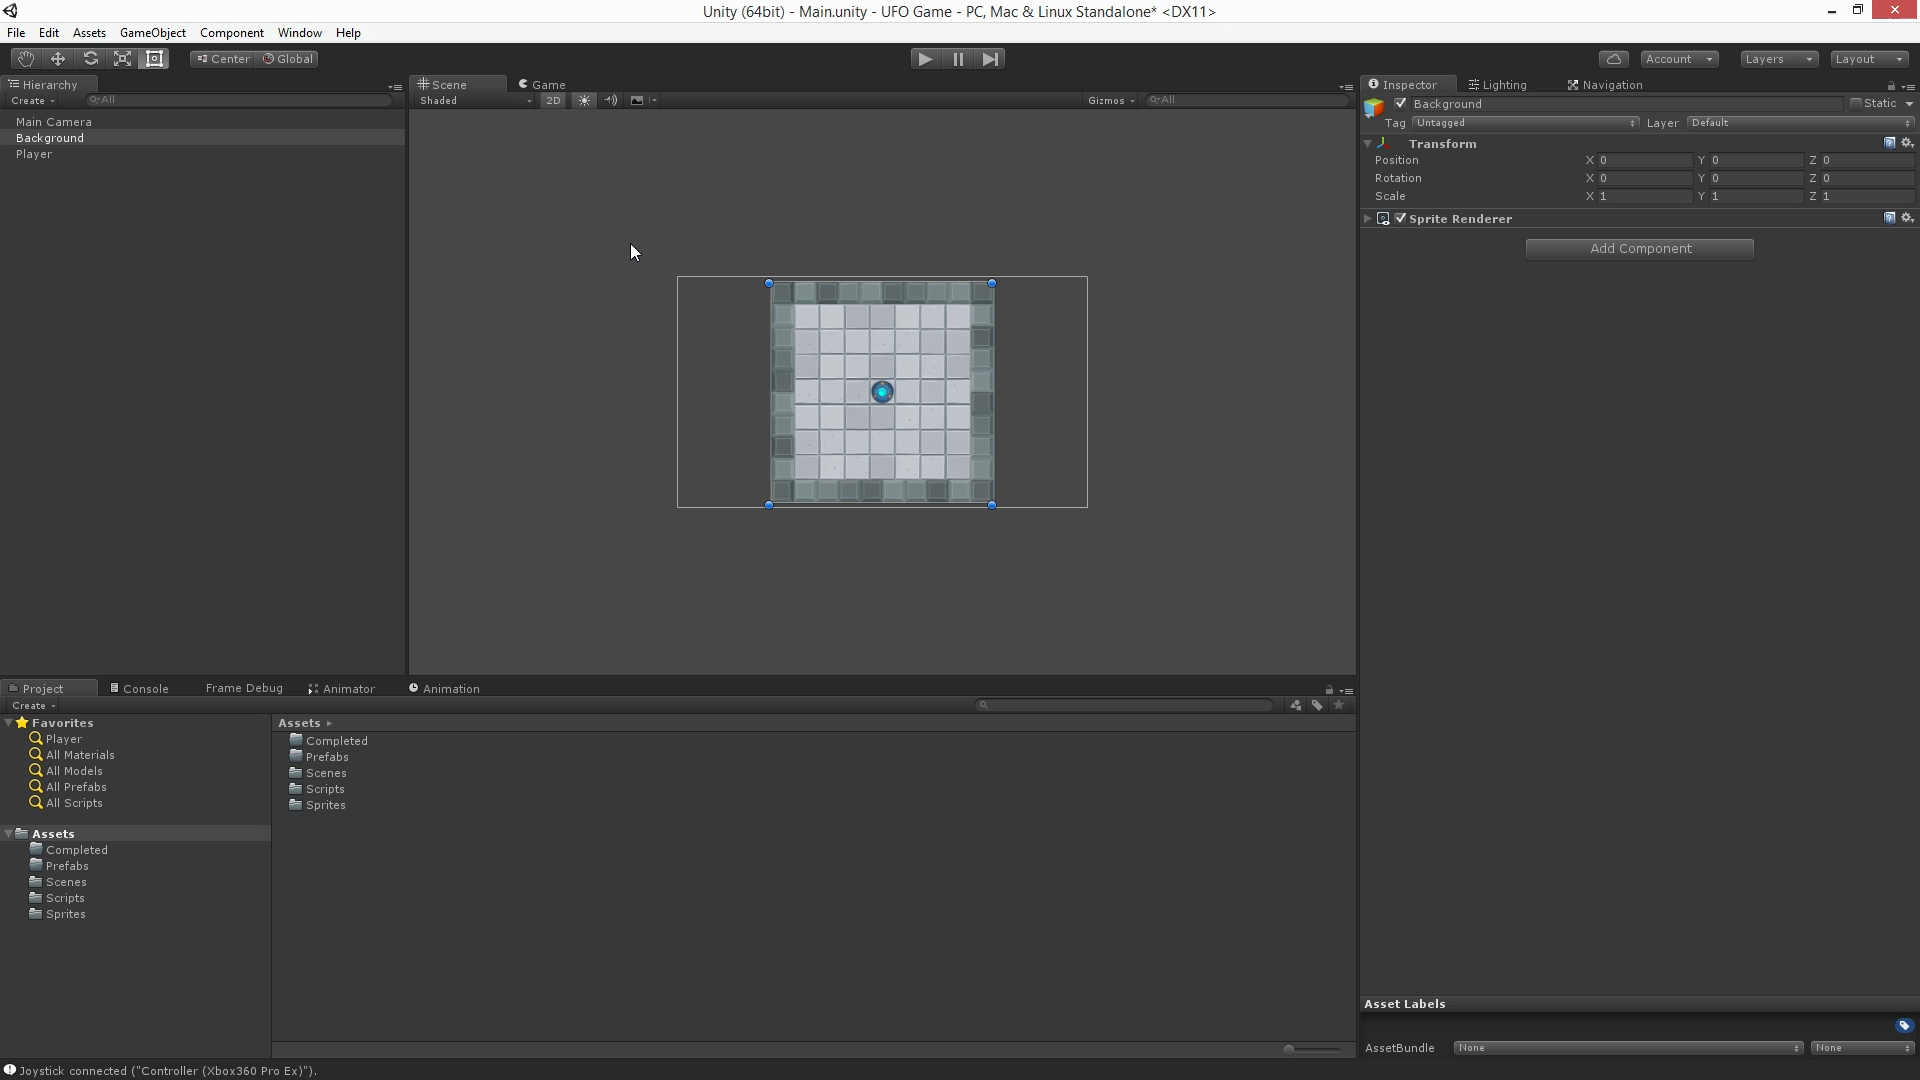 Unity (64bit) - Main.unity - UFO Game - PC, Mac & Linux Standalone* <DX11>
File Edit Assets GameObject Component Window Help
Center Global
Account Layers Layout
Hierarchy
Create All
Main Camera
Background
Player
Scene Game
Shaded 2D Gizmos All
Inspector Lighting Navigation
Background Static
Tag Untagged Layer Default
Transform
Position X 0 Y 0 Z 0
Rotation X 0 Y 0 Z 0
Scale X 1 Y 1 Z 1
Sprite Renderer
Add Component
Project Console Frame Debug Animator Animation
Create
Favorites
Player
All Materials
All Models
All Prefabs
All Scripts
Assets
Completed
Prefabs
Scenes
Scripts
Sprites
Assets
Completed
Prefabs
Scenes
Scripts
Sprites
Asset Labels
AssetBundle None None
Joystick connected ("Controller (Xbox360 Pro Ex)").